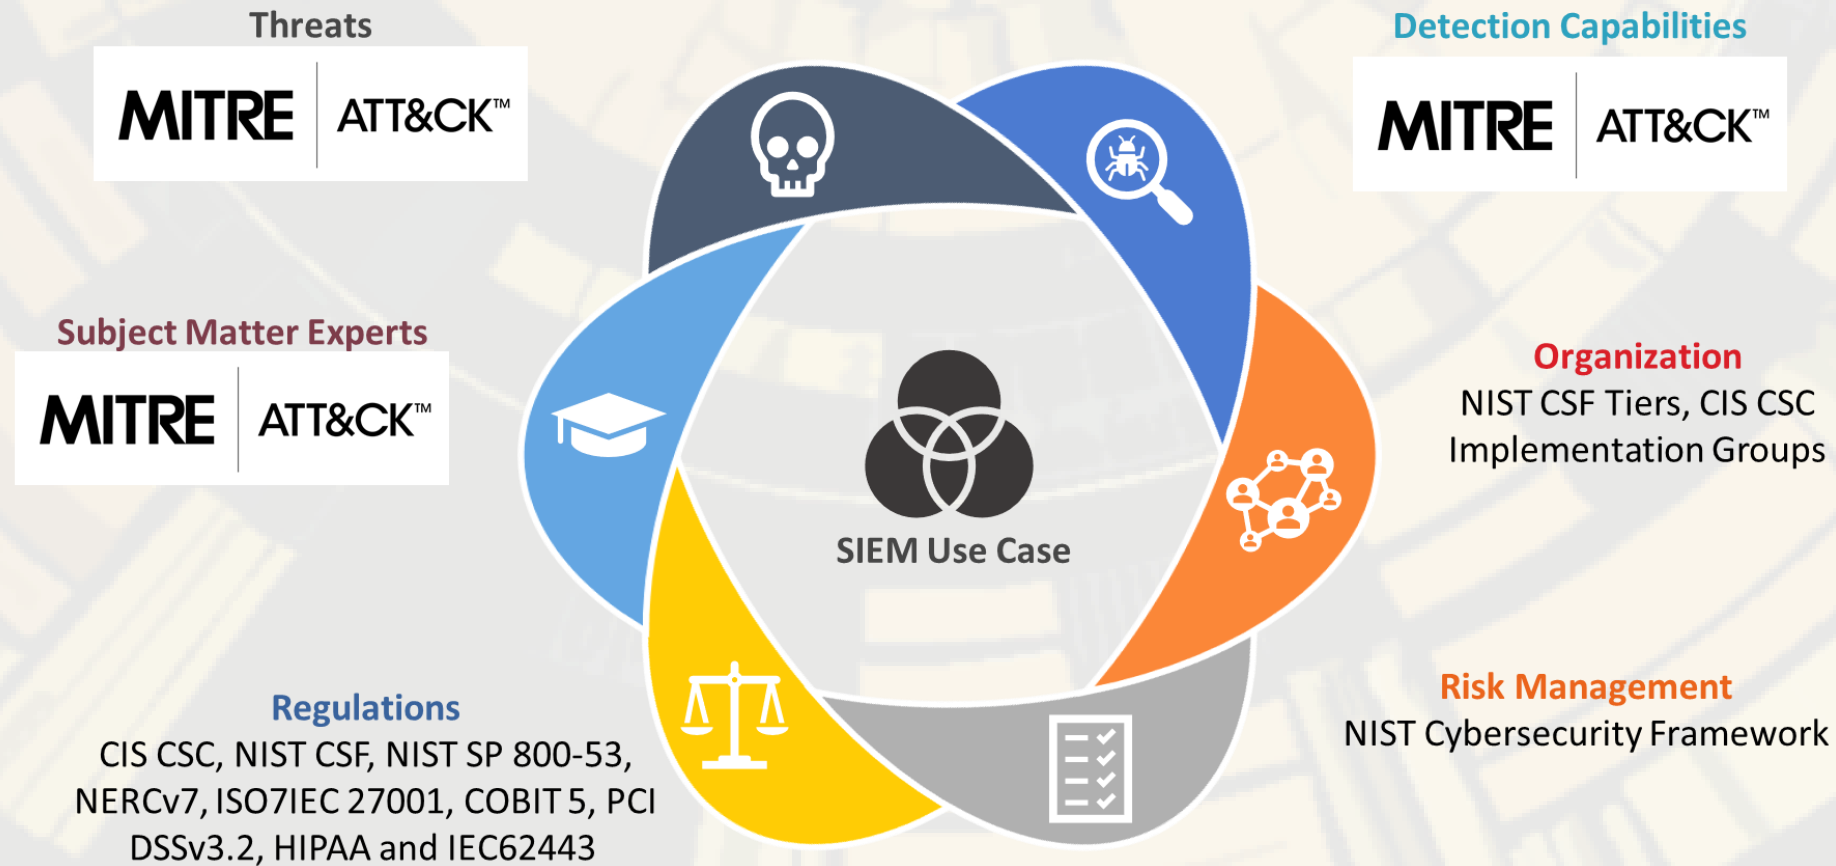 Threats
MITRE ATT&CK™
Detection Capabilities
MITRE ATT&CK™
Subject Matter Experts
MITRE ATT&CK™
Organization
NIST CSF Tiers, CIS CSC
Implementation Groups
SIEM Use Case
Regulations
CIS CSC, NIST CSF, NIST SP 800-53,
NERCv7, ISO7IEC 27001, COBIT 5, PCI
DSSv3.2, HIPAA and IEC62443
Risk Management
NIST Cybersecurity Framework